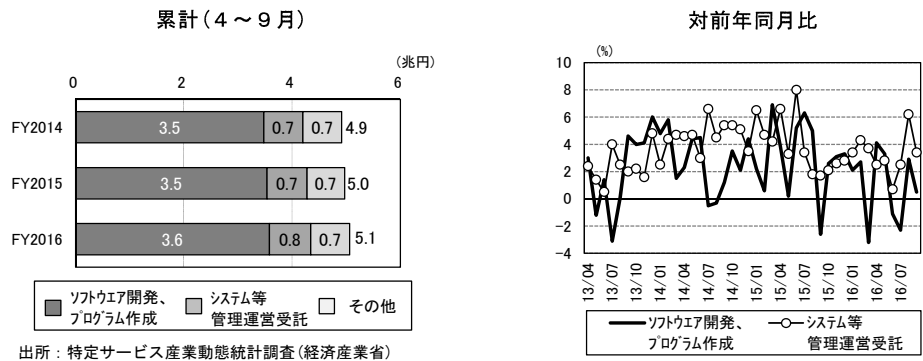 累計(4～9月)
(兆円)
0 2 4 6
FY2014 3.5 0.7 0.7 4.9
FY2015 3.5 0.7 0.7 5.0
FY2016 3.6 0.8 0.7 5.1
ソフトウエア開発、
プログラム作成
システム等
管理運営受託
その他
出所：特定サービス産業動態統計調査(経済産業省)
対前年同月比
(%)
10
8
6
4
2
0
−2
−4
13/04 13/07 13/10 14/01 14/04 14/07 14/10 15/01 15/04 15/07 15/10 16/01 16/04 16/07
ソフトウエア開発、
プログラム作成
システム等
管理運営受託